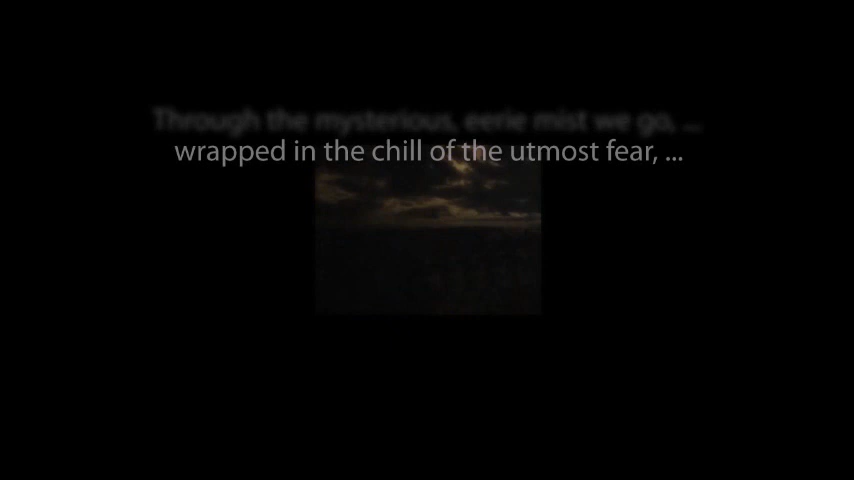 Through the mysterious, eerie mist we go, ...
wrapped in the chill of the utmost fear, ...